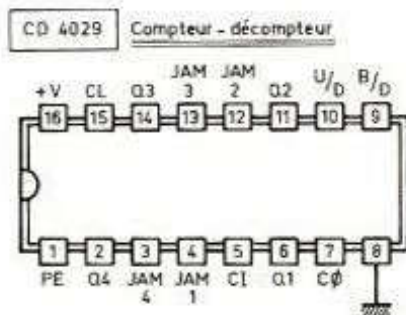 CD 4029 Compteur - décompteur
JAM JAM U/D B/D
+V CL Q3 3 2 Q2
16 15 14 13 12 11 10 9
1 2 3 4 5 6 7 8
PE Q4 JAM JAM CI Q1 CØ
4 1